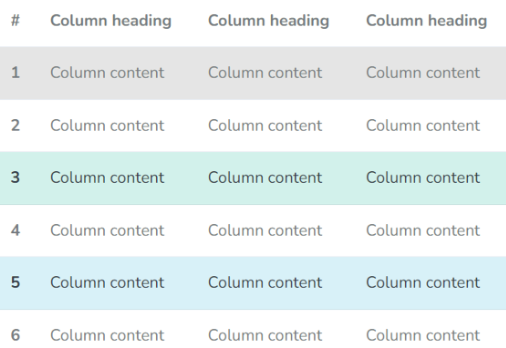 # Column heading Column heading Column heading
1 Column content Column content Column content
2 Column content Column content Column content
3 Column content Column content Column content
4 Column content Column content Column content
5 Column content Column content Column content
6 Column content Column content Column content